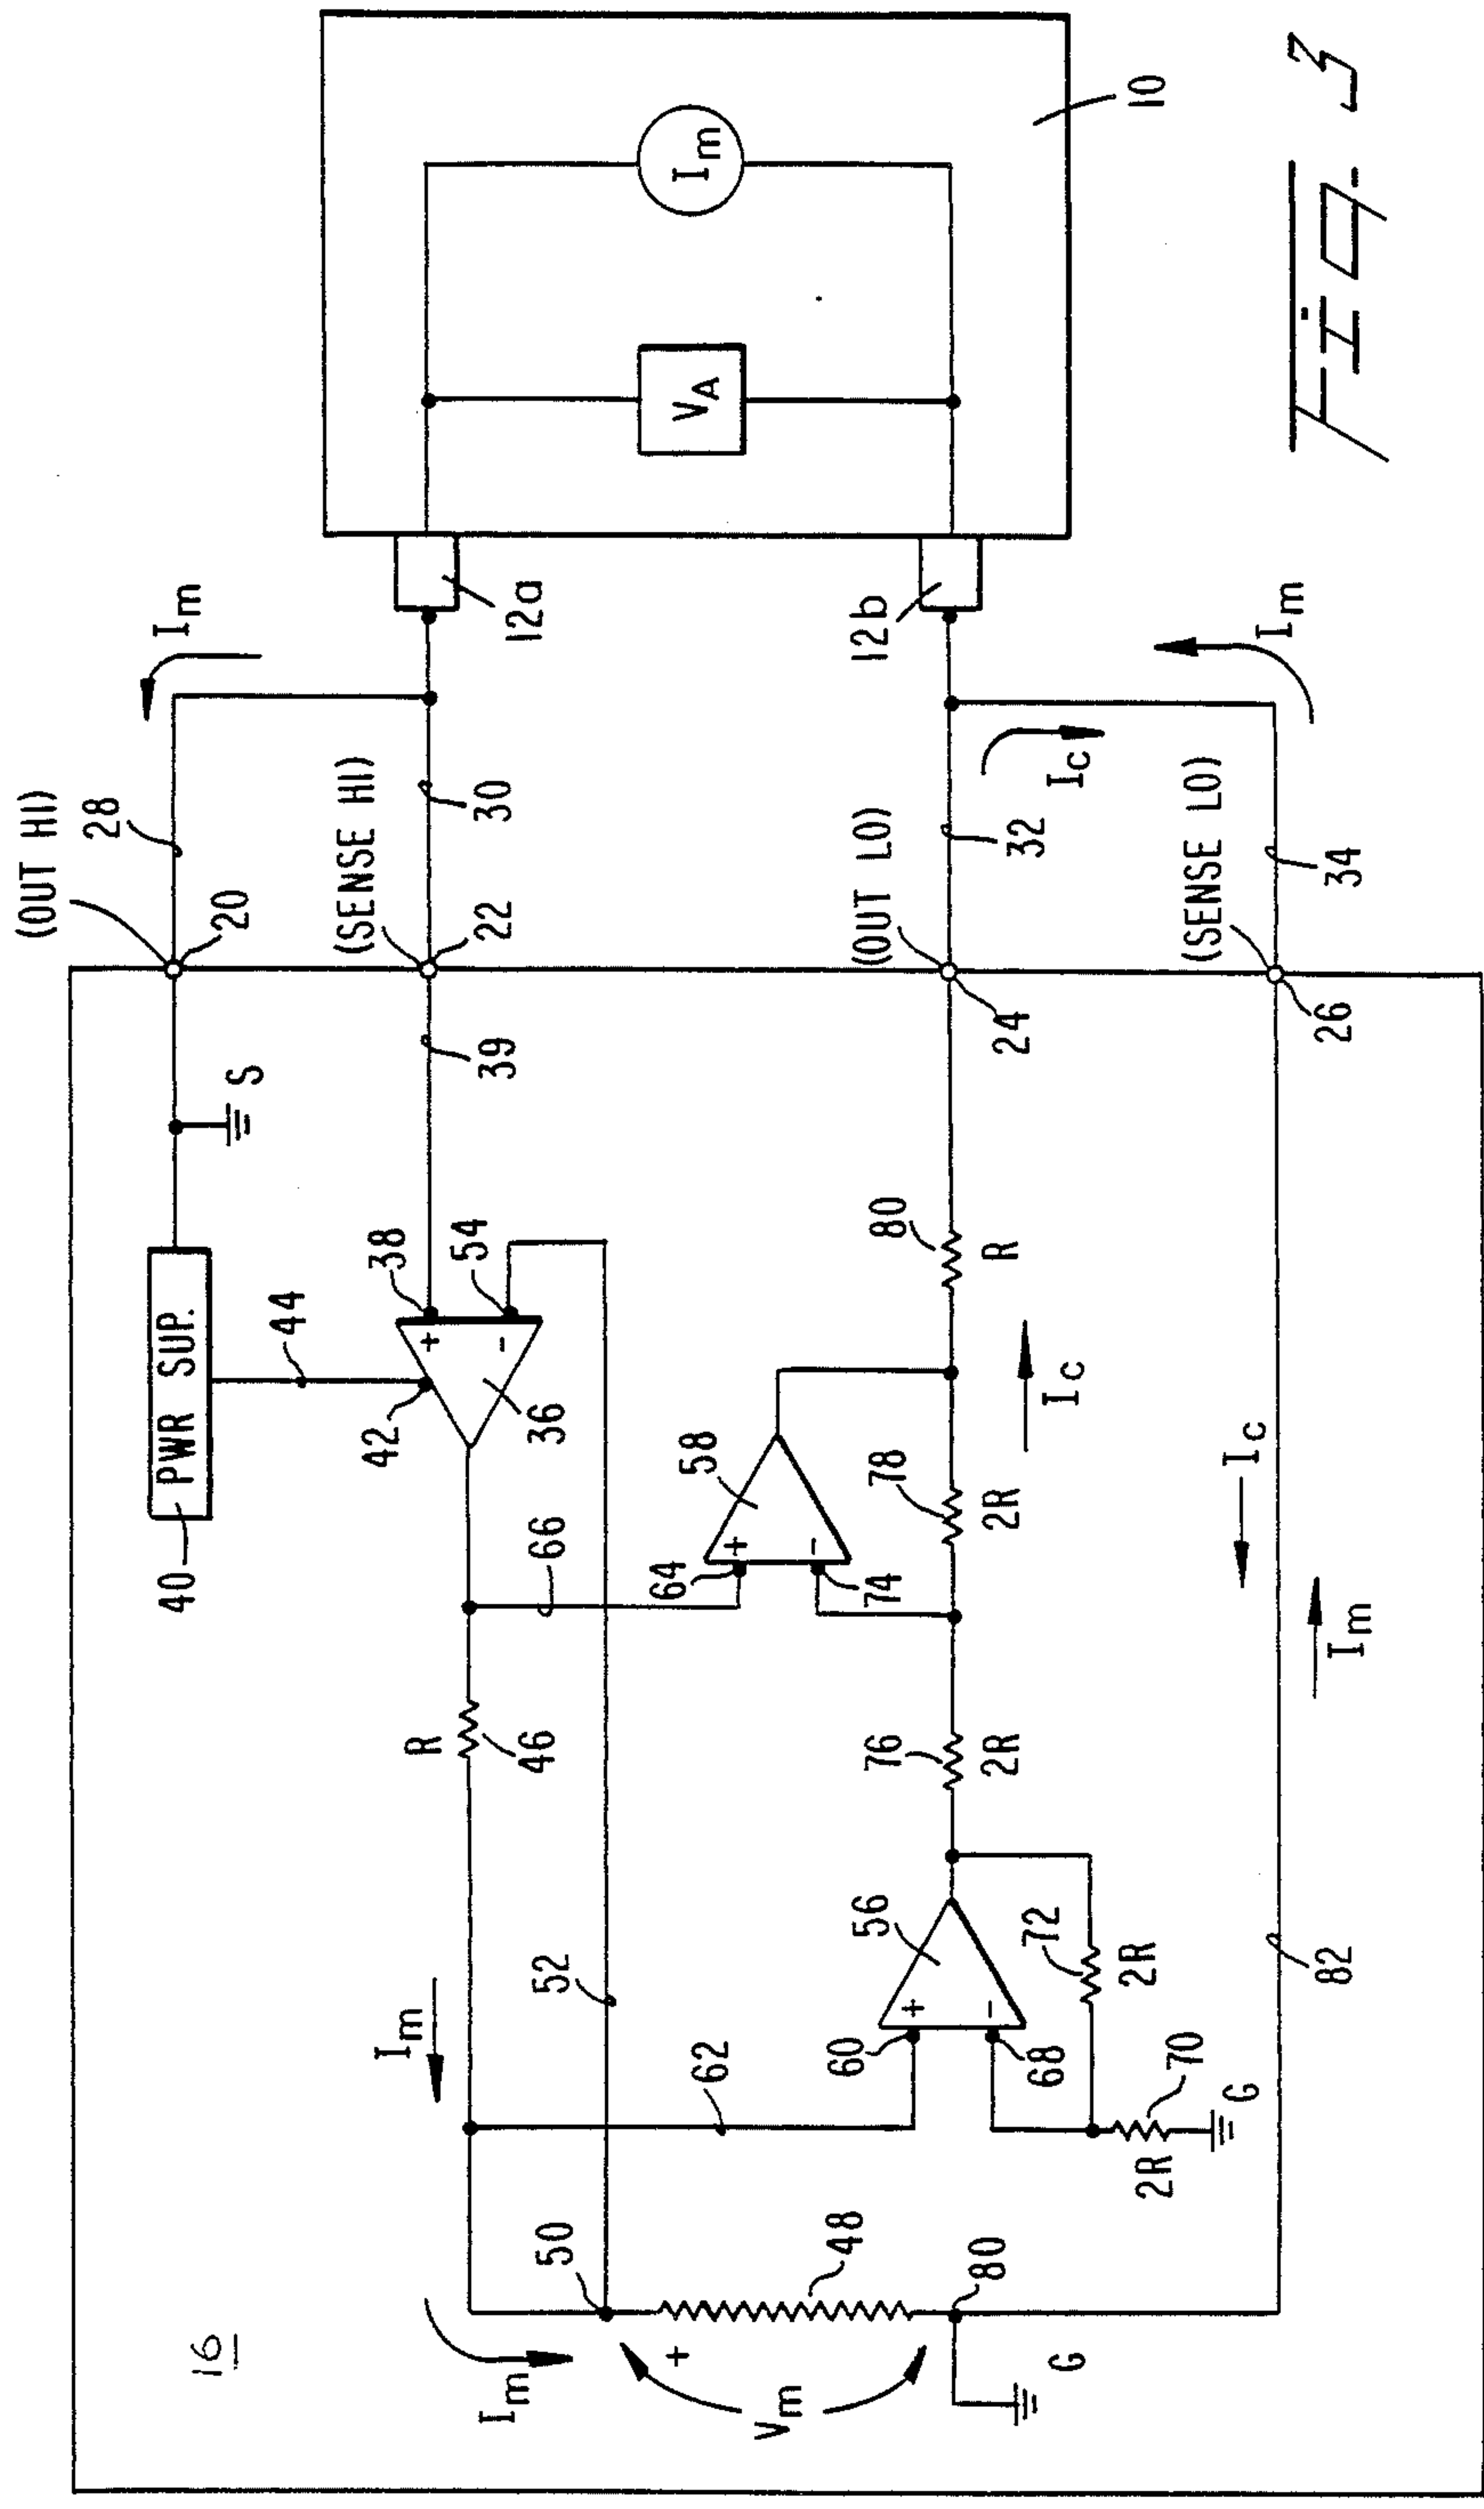 16
40
PWR SUP.
S
20
(OUT HI)
28
Im
44
42
38
+
-
54
36
39
22
(SENSE HI)
30
12a
Im
R
46
66
52
50
Im
+
Vm
48
80
G
62
60
+
-
68
56
72
2R
70
2R
G
64
+
-
74
58
76
2R
78
2R
80
R
Ic
24
(OUT LO)
32
Ic
12b
Im
82
Ic
Im
26
(SENSE LO)
34
VA
Im
10
Fig. 3